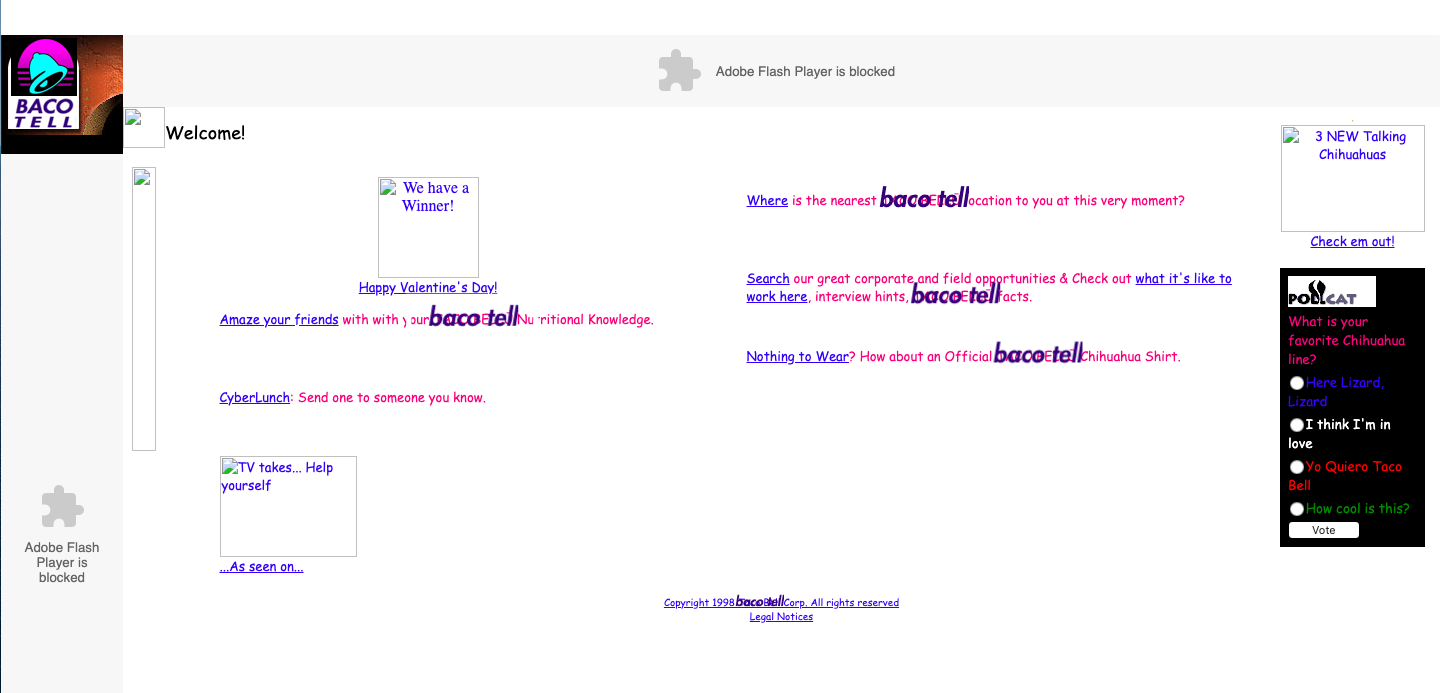 BACO
TELL
Adobe Flash Player is blocked
Welcome!
We have a
Winner!
Happy Valentine's Day!
Amaze your friends with with your baco tell Nutritional Knowledge.
CyberLunch: Send one to someone you know.
TV takes... Help
yourself
...As seen on...
Where is the nearest baco tell location to you at this very moment?
Search our great corporate and field opportunities & Check out what it's like to
work here, interview hints, baco tell facts.
Nothing to Wear? How about an Official baco tell Chihuahua Shirt.
3 NEW Talking
Chihuahuas
Check em out!
POLLCAT
What is your
favorite Chihuahua
line?
Here Lizard,
Lizard
I think I'm in
love
Yo Quiero Taco
Bell
How cool is this?
Vote
Adobe Flash
Player is
blocked
Copyright 1998 baco tell Corp. All rights reserved
Legal Notices